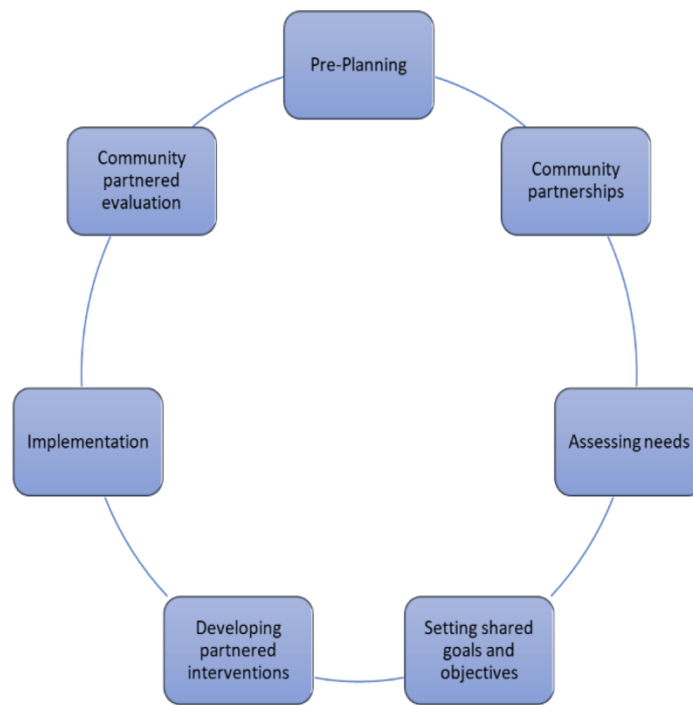 Pre-Planning
Community
partnerships
Assessing needs
Setting shared
goals and
objectives
Developing
partnered
interventions
Implementation
Community
partnered
evaluation